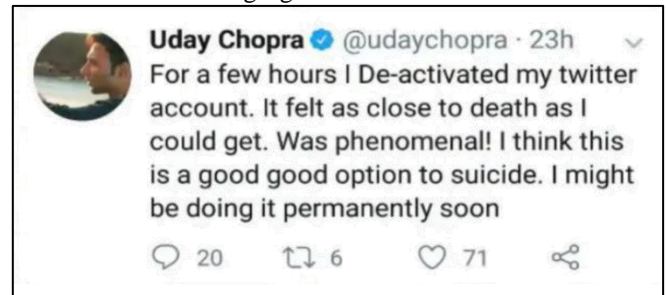 Uday Chopra @udaychopra · 23h
For a few hours I De-activated my twitter
account. It felt as close to death as I
could get. Was phenomenal! I think this
is a good good option to suicide. I might
be doing it permanently soon
20 6 71